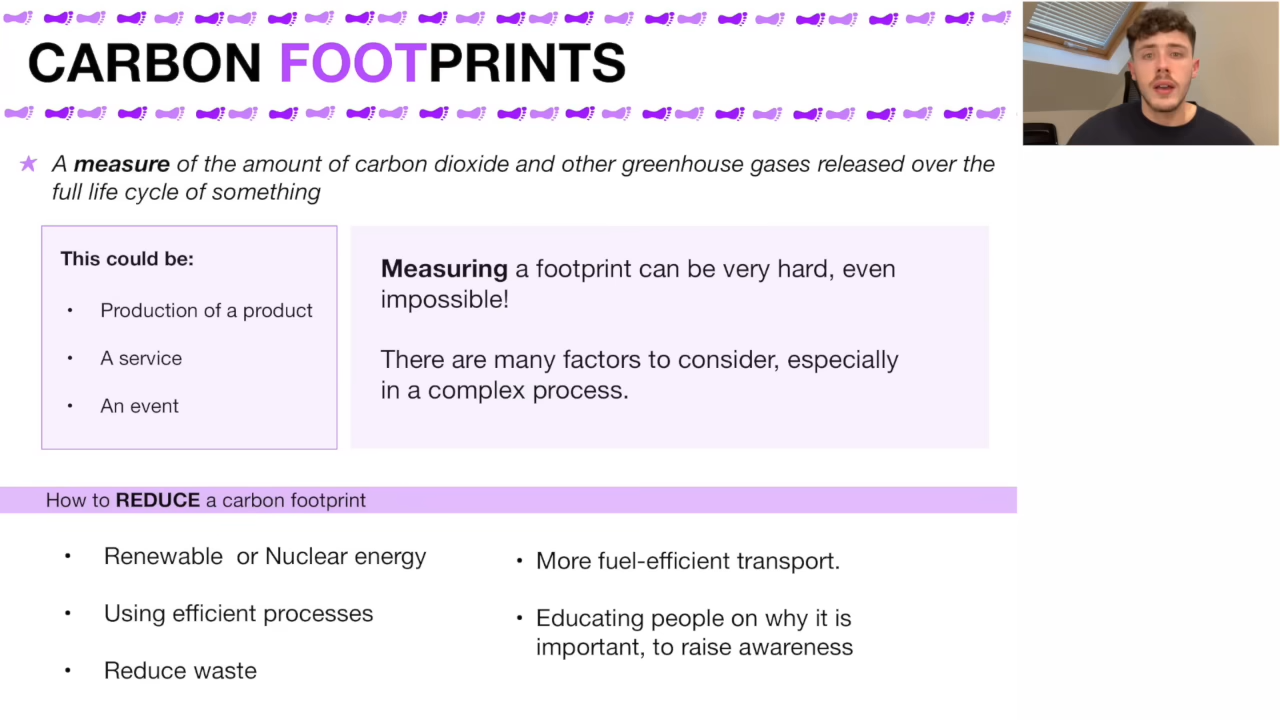 CARBON FOOTPRINTS
A measure of the amount of carbon dioxide and other greenhouse gases released over the
full life cycle of something
This could be:
• Production of a product
• A service
• An event
Measuring a footprint can be very hard, even
impossible!
There are many factors to consider, especially
in a complex process.
How to REDUCE a carbon footprint
• Renewable or Nuclear energy
• Using efficient processes
• Reduce waste
• More fuel-efficient transport.
• Educating people on why it is
important, to raise awareness